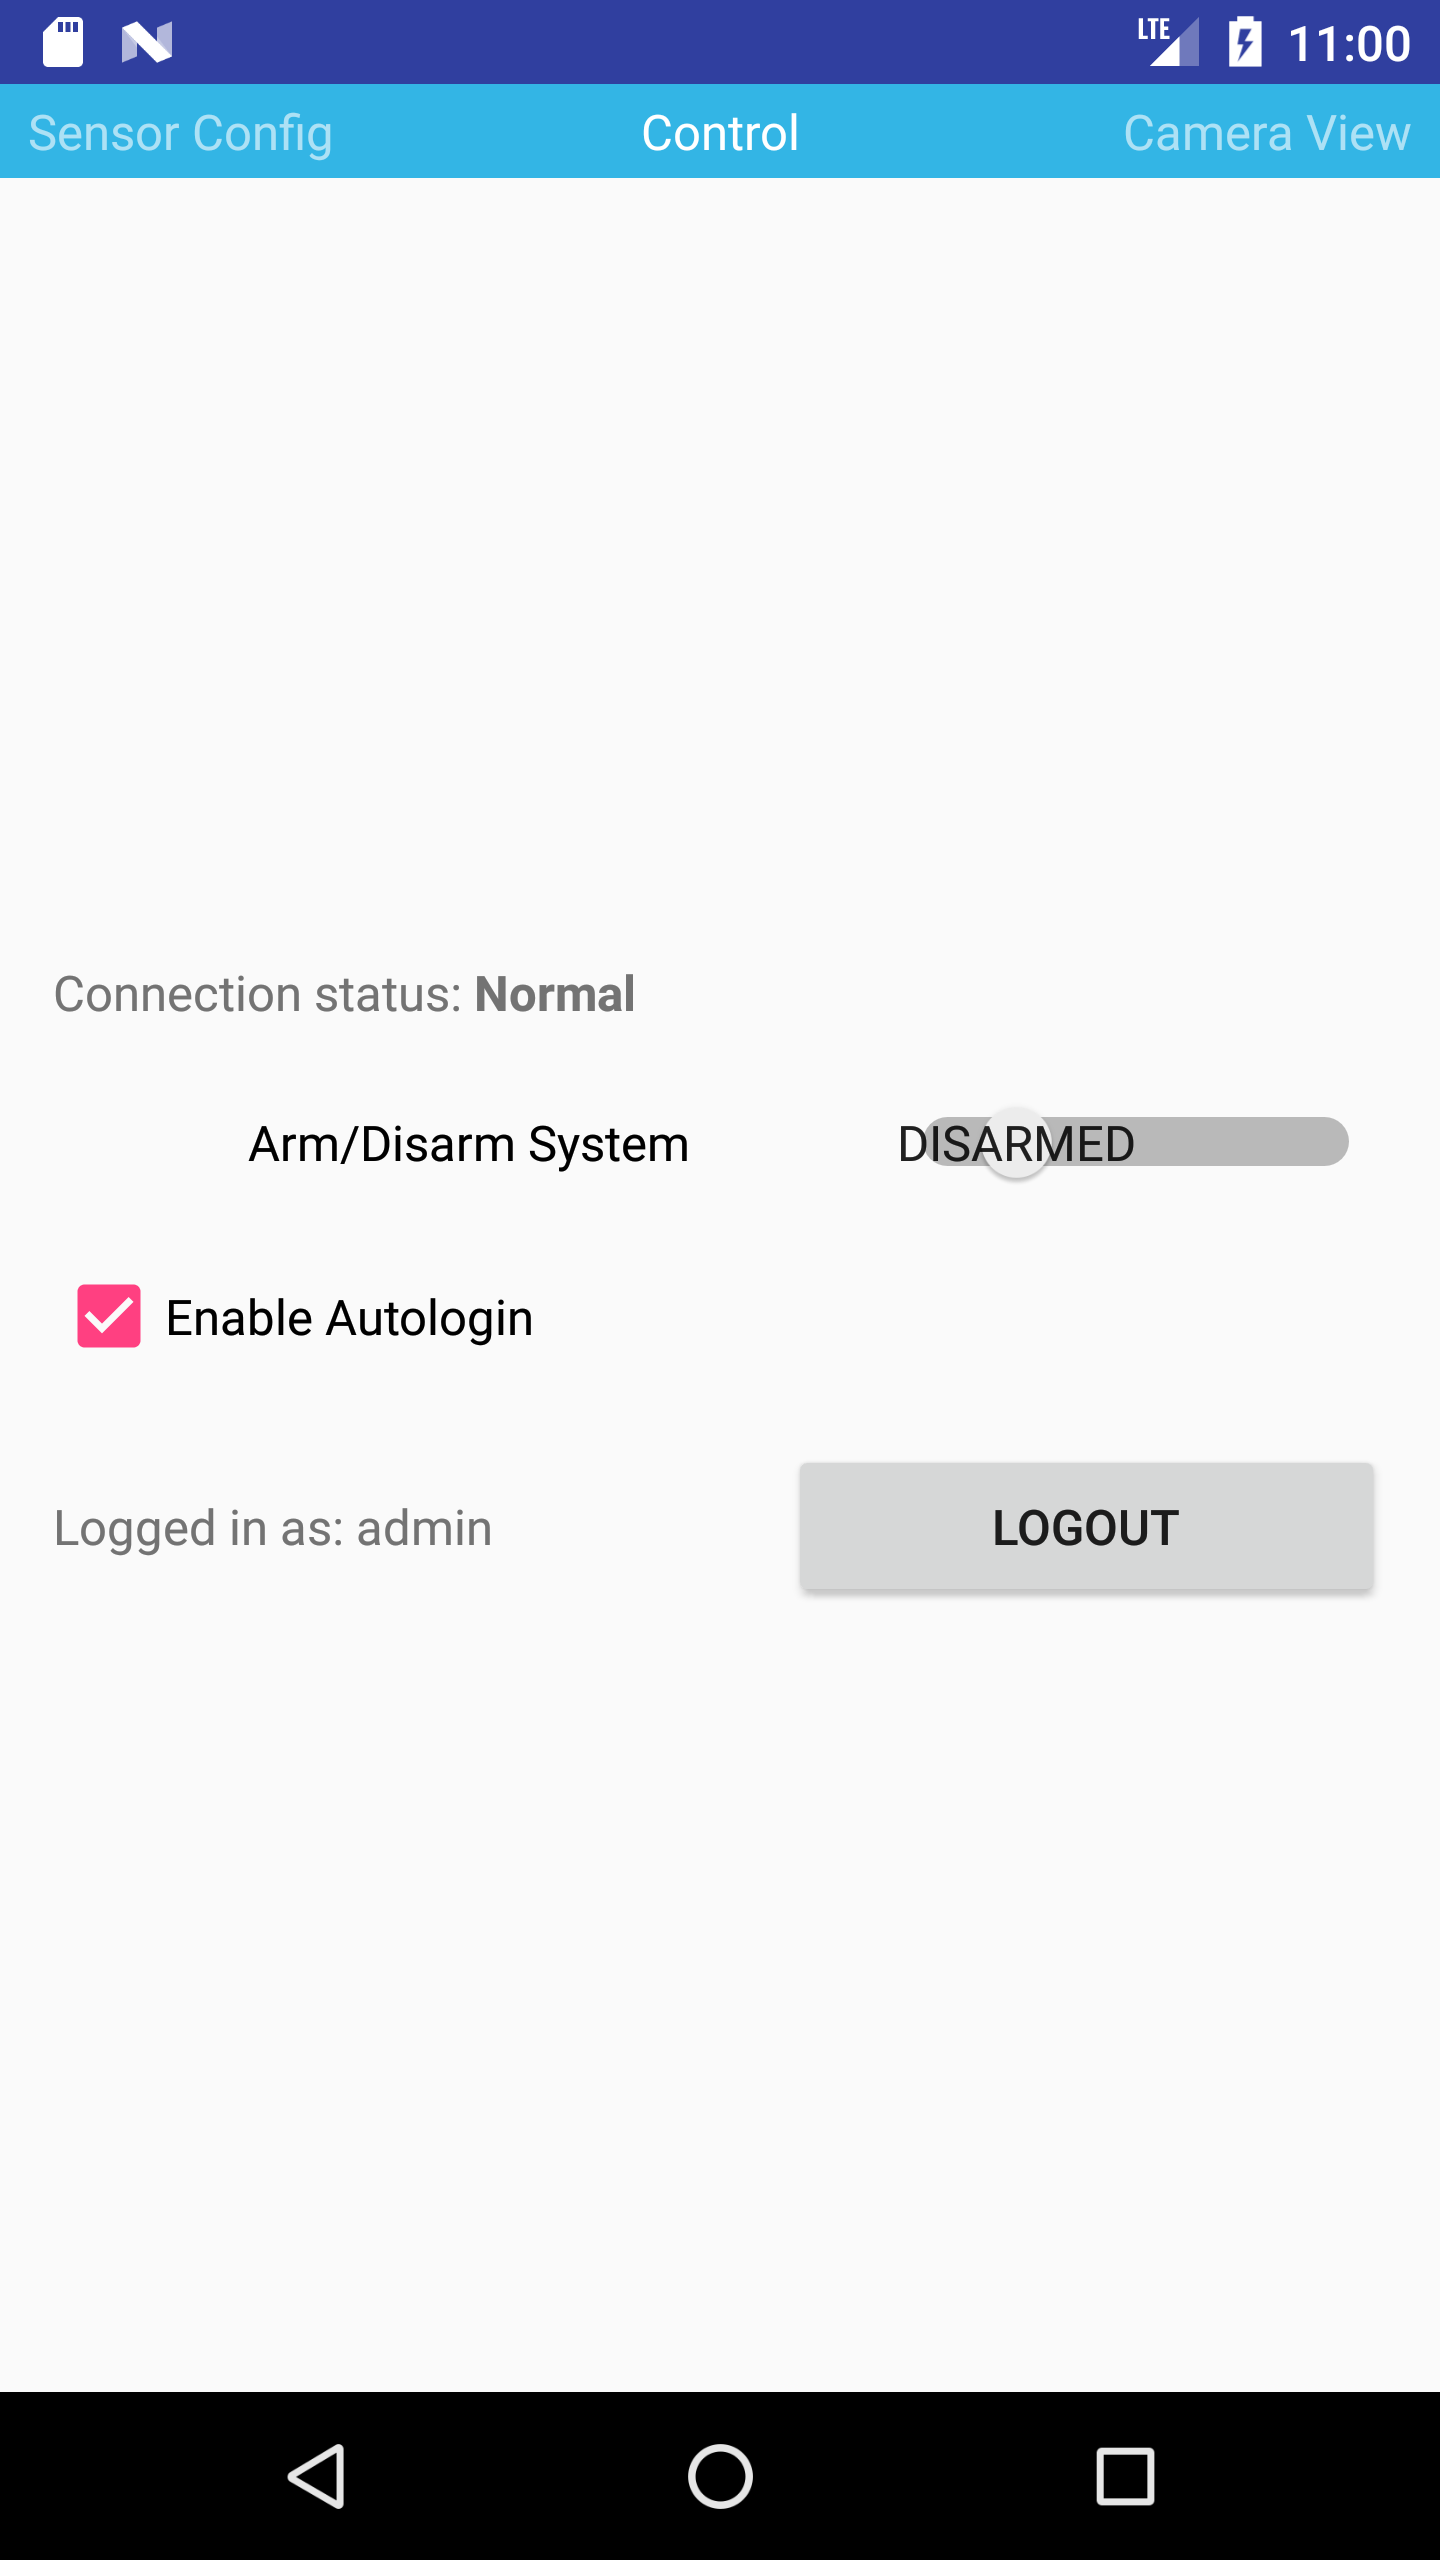 LTE 11:00
Sensor Config Control Camera View
Connection status: Normal
Arm/Disarm System DISARMED
Enable Autologin
Logged in as: admin LOGOUT